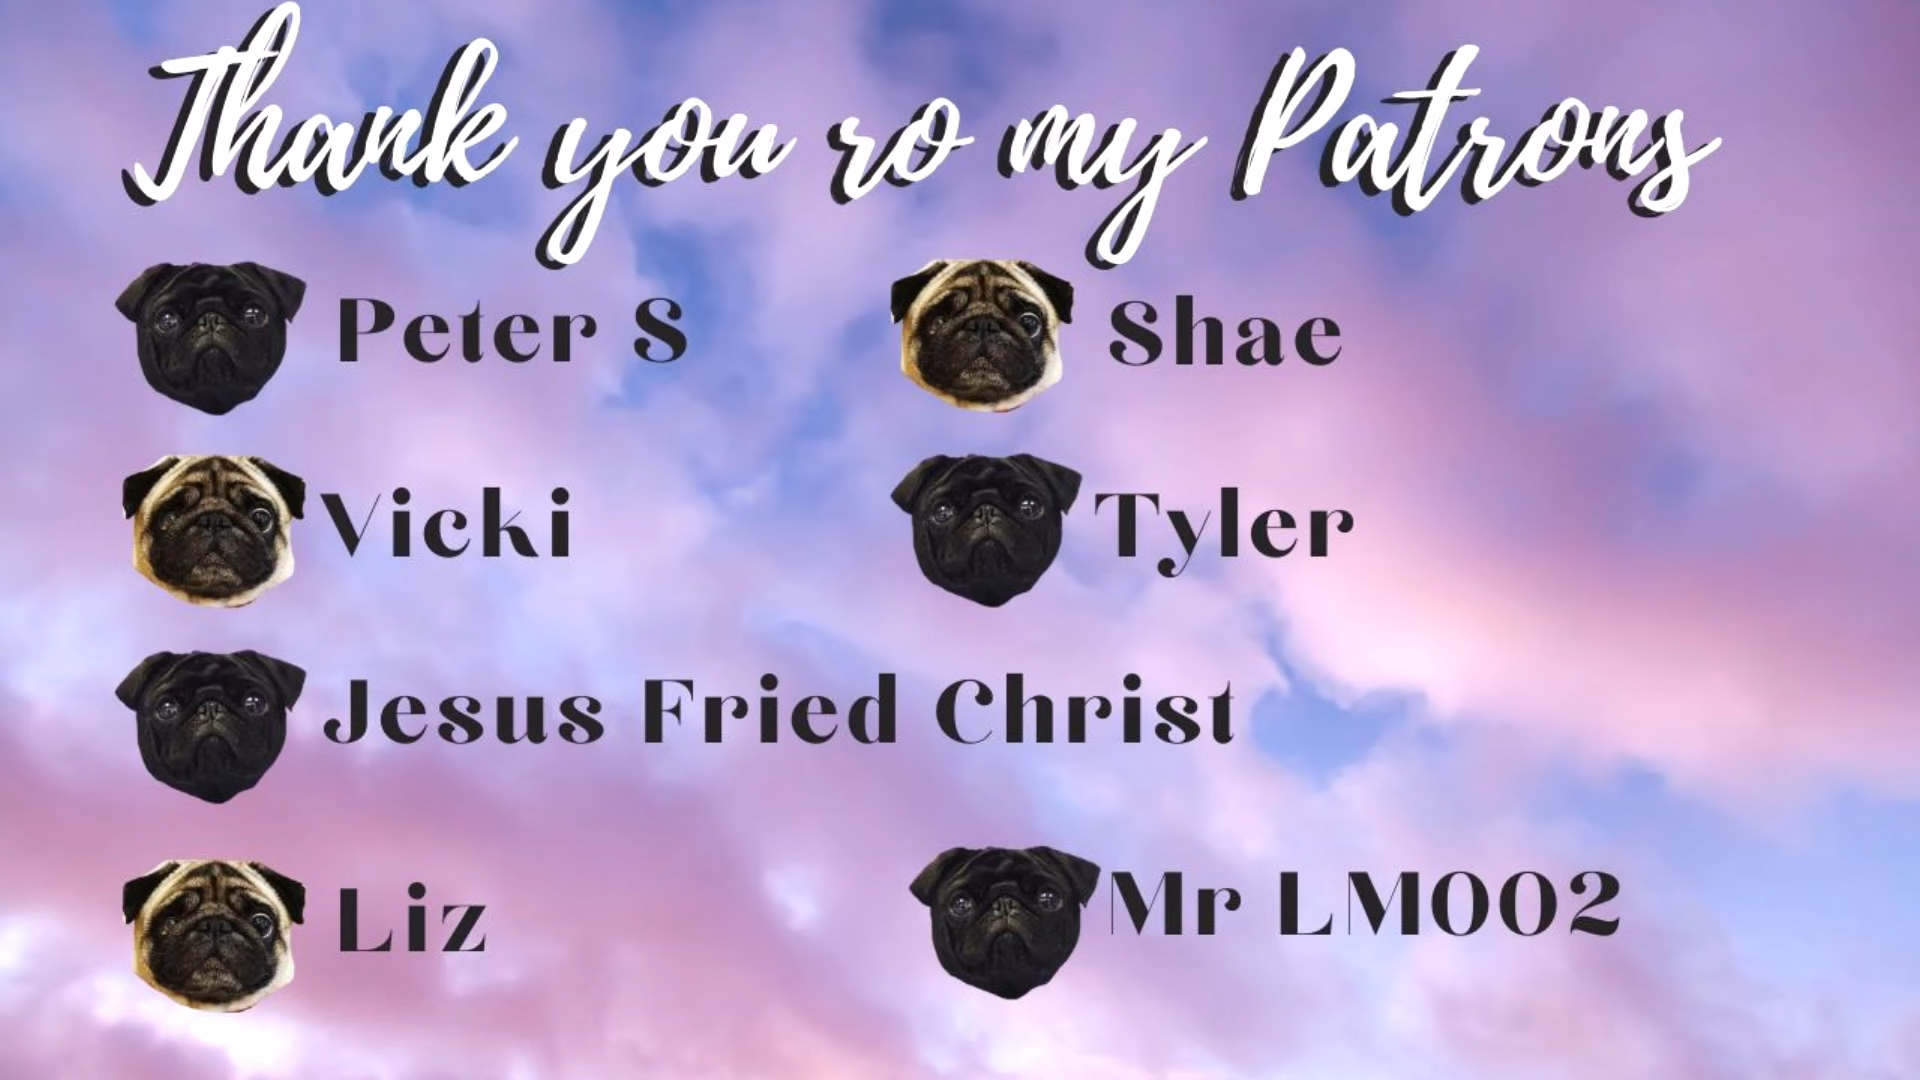 Thank you ro my Patrons
Peter S
Shae
Vicki
Tyler
Jesus Fried Christ
Liz
Mr LM002